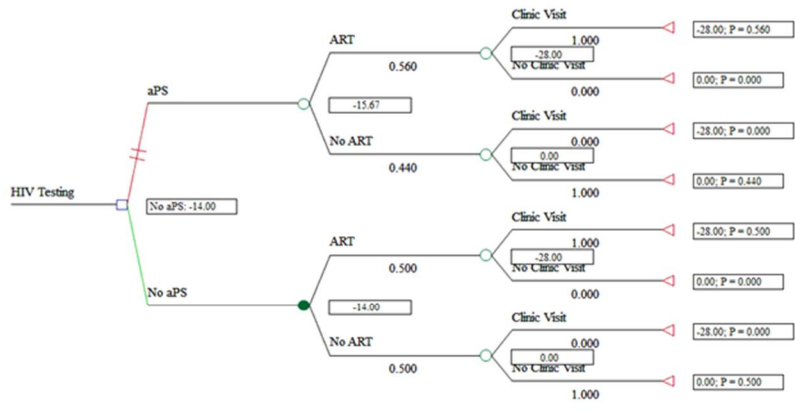 HIV Testing
No aPS: -14.00
aPS
-15.67
ART
0.560
-28.00
Clinic Visit
1.000
-28.00; P = 0.560
No Clinic Visit
0.000
0.00; P = 0.000
No ART
0.440
0.00
Clinic Visit
0.000
-28.00; P = 0.000
No Clinic Visit
1.000
0.00; P = 0.440
No aPS
-14.00
ART
0.500
-28.00
Clinic Visit
1.000
-28.00; P = 0.500
No Clinic Visit
0.000
0.00; P = 0.000
No ART
0.500
0.00
Clinic Visit
0.000
-28.00; P = 0.000
No Clinic Visit
1.000
0.00; P = 0.500